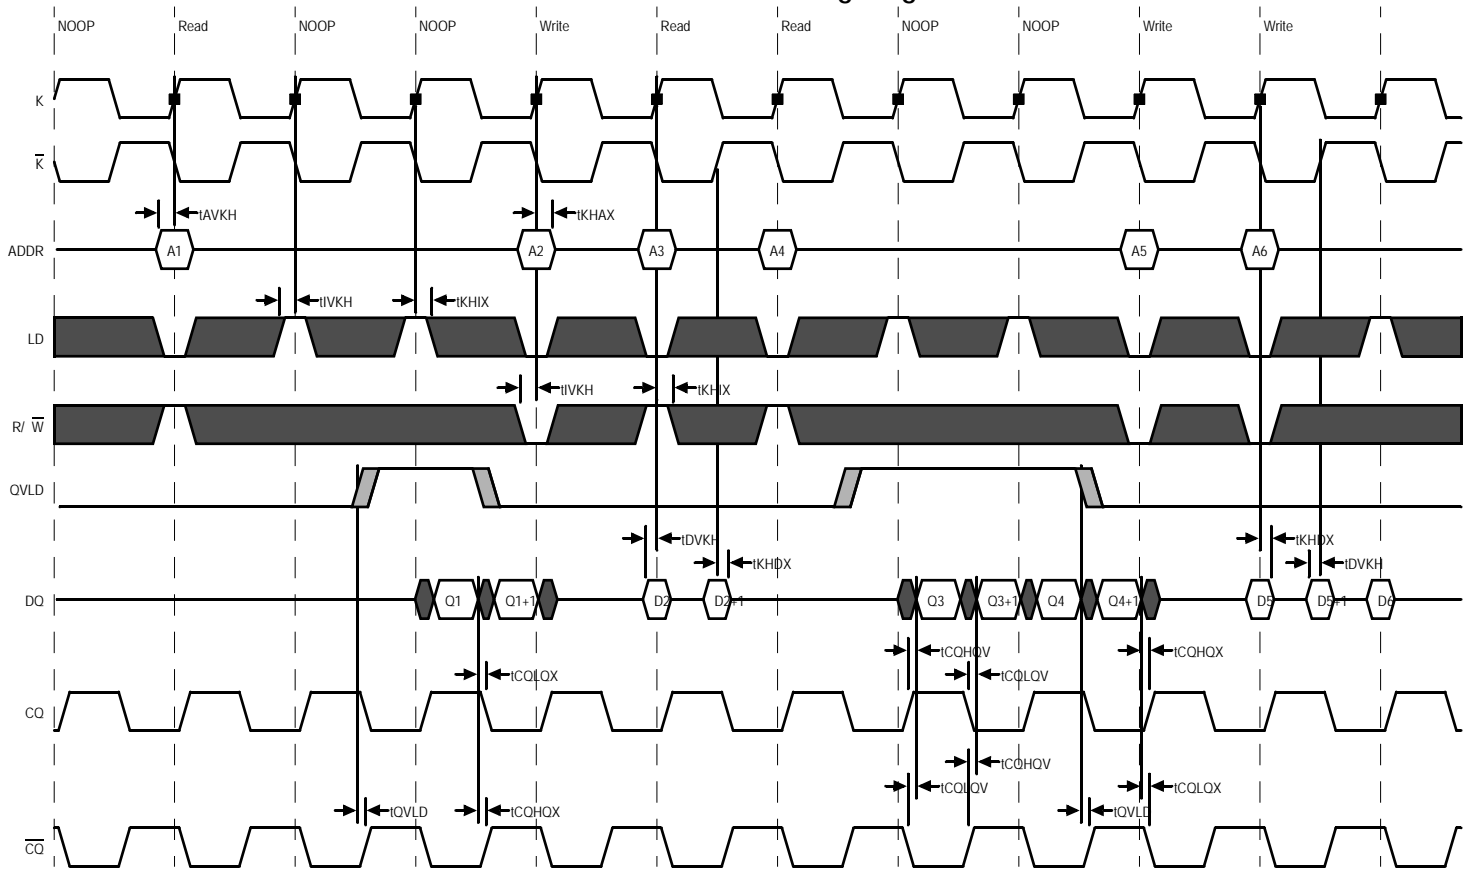 NOOP Read NOOP NOOP Write Read Read NOOP NOOP Write Write
K
K
tAVKH tKHAX
ADDR A1 A2 A3 A4 A5 A6
tIVKH tKHIX
LD
tIVKH tKHIX
R/ W
QVLD
tDVKH tKHDX
tKHDX tDVKH
DQ Q1 Q1+1 D2 D2+1 Q3 Q3+1 Q4 Q4+1 D5 D5+1 D6
tCQHQV tCQHQX
tCQLQX tCQLQV
CQ
tCQHQV
tCQLQV tCQLQX
tQVLD tCQHQX tQVLD
CQ